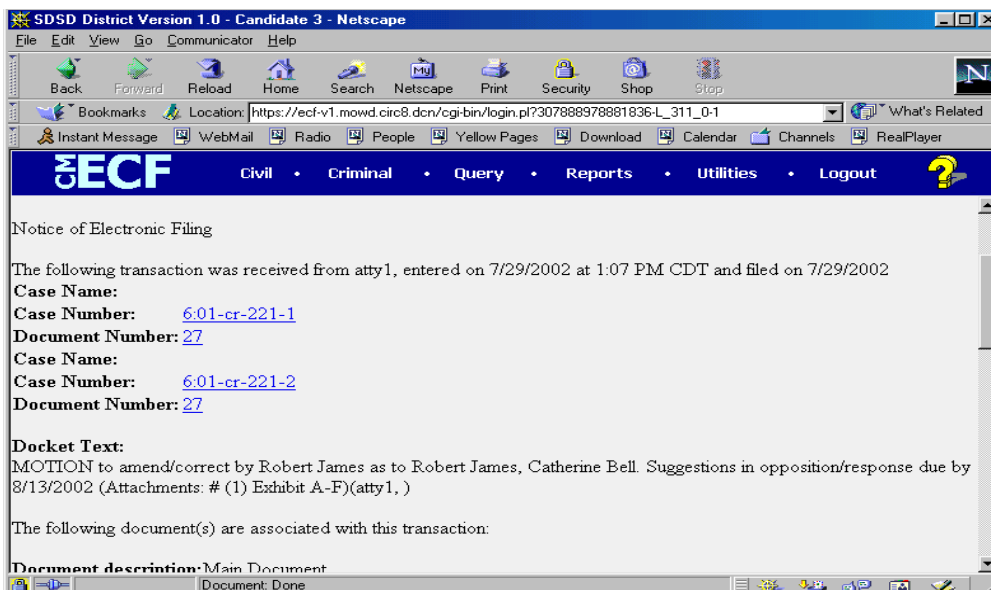 SDSD District Version 1.0 - Candidate 3 - Netscape
File Edit View Go Communicator Help
Back Forward Reload Home Search Netscape Print Security Shop Stop
My
N
Bookmarks Location: https://ecf-v1.mowd.circ8.dcn/cgi-bin/login.pl?307888978881836-L_311_0-1 What's Related
Instant Message WebMail Radio People Yellow Pages Download Calendar Channels RealPlayer
CM ECF Civil • Criminal • Query • Reports • Utilities • Logout ?
Notice of Electronic Filing
The following transaction was received from atty1, entered on 7/29/2002 at 1:07 PM CDT and filed on 7/29/2002
Case Name:
Case Number: 6:01-cr-221-1
Document Number: 27
Case Name:
Case Number: 6:01-cr-221-2
Document Number: 27
Docket Text:
MOTION to amend/correct by Robert James as to Robert James, Catherine Bell. Suggestions in opposition/response due by
8/13/2002 (Attachments: # (1) Exhibit A-F)(atty1, )
The following document(s) are associated with this transaction:
Document description:Main Document
Document: Done